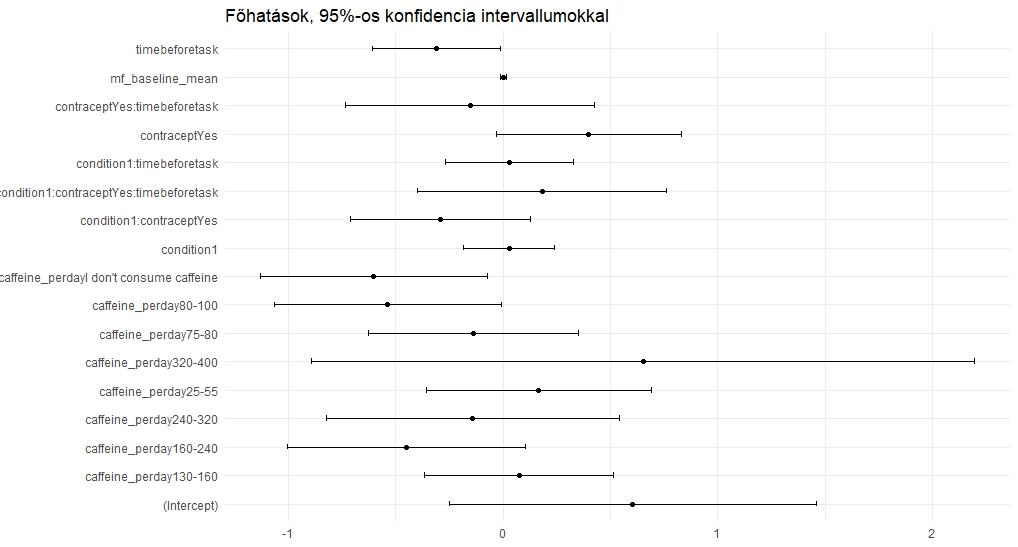 Főhatások, 95%-os konfidencia intervallumokkal
timebeforetask
mf_baseline_mean
contraceptYes:timebeforetask
contraceptYes
condition1:timebeforetask
condition1:contraceptYes:timebeforetask
condition1:contraceptYes
condition1
caffeine_perdayI don't consume caffeine
caffeine_perday80-100
caffeine_perday75-80
caffeine_perday320-400
caffeine_perday25-55
caffeine_perday240-320
caffeine_perday160-240
caffeine_perday130-160
(Intercept)
-1 0 1 2